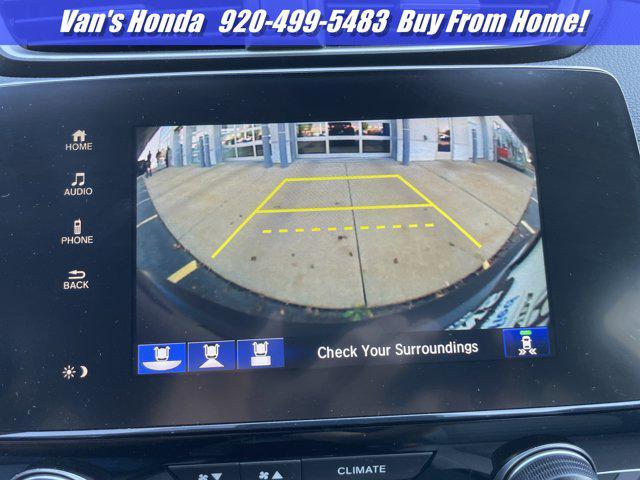 Van's Honda 920-499-5483 Buy From Home!
HOME
AUDIO
PHONE
BACK
Check Your Surroundings
CLIMATE